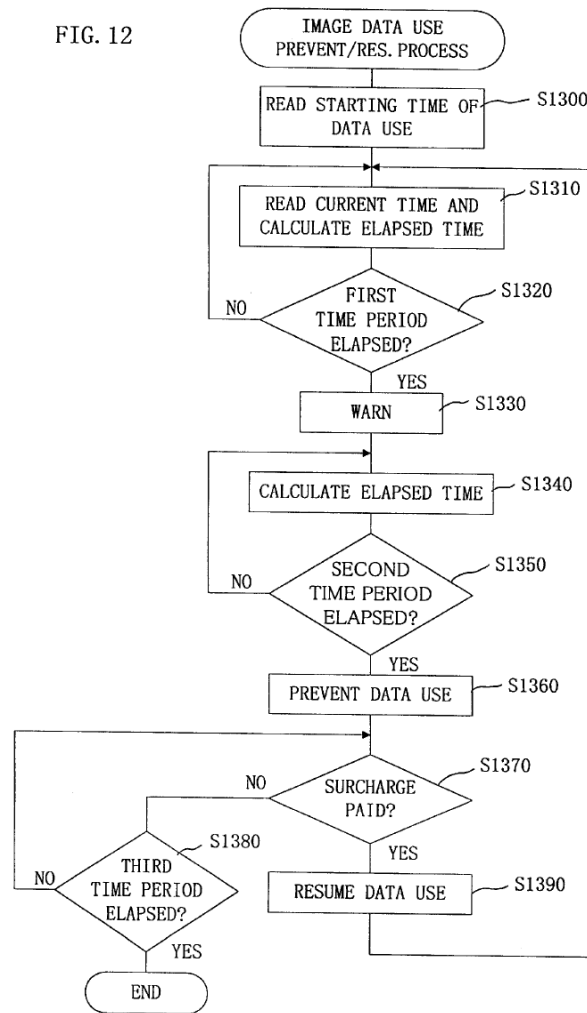 FIG. 12
IMAGE DATA USE
PREVENT/RES. PROCESS
READ STARTING TIME OF
DATA USE
S1300
READ CURRENT TIME AND
CALCULATE ELAPSED TIME
S1310
FIRST
TIME PERIOD
ELAPSED?
S1320
NO
YES
WARN
S1330
CALCULATE ELAPSED TIME
S1340
SECOND
TIME PERIOD
ELAPSED?
S1350
NO
YES
PREVENT DATA USE
S1360
SURCHARGE
PAID?
S1370
NO
YES
THIRD
TIME PERIOD
ELAPSED?
S1380
NO
YES
RESUME DATA USE
S1390
END